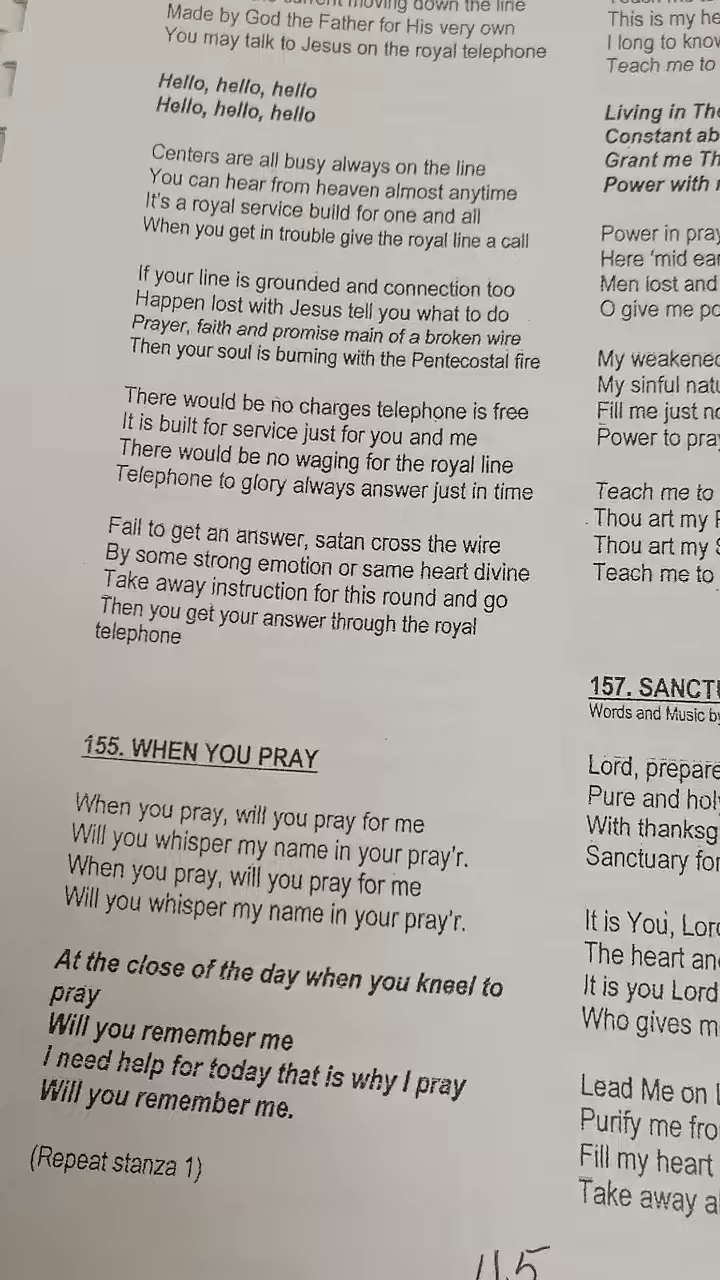 moving down the line
Made by God the Father for His very own
You may talk to Jesus on the royal telephone
Hello, hello, hello
Hello, hello, hello
Centers are all busy always on the line
You can hear from heaven almost anytime
It's a royal service build for one and all
When you get in trouble give the royal line a call
If your line is grounded and connection too
Happen lost with Jesus tell you what to do
Prayer, faith and promise main of a broken wire
Then your soul is burning with the Pentecostal fire
There would be no charges telephone is free
It is built for service just for you and me
There would be no waging for the royal line
Telephone to glory always answer just in time
Fail to get an answer, satan cross the wire
By some strong emotion or same heart divine
Take away instruction for this round and go
Then you get your answer through the royal
telephone
155. WHEN YOU PRAY
When you pray, will you pray for me
Will you whisper my name in your pray'r.
When you pray, will you pray for me
Will you whisper my name in your pray'r.
At the close of the day when you kneel to
pray
Will you remember me
I need help for today that is why I pray
Will you remember me.
(Repeat stanza 1)
This is my
I long to
Teach me to
Living in
Constant
Grant me
Power with
Power in
Here 'mid
Men lost and
O give me
My
My sinful
Fill me just
Power to
Teach me to
Thou art my
Thou art my
Teach me to
157.
Words and Music
Lord,
Pure and
With
Sanctuary
It is You,
The heart
It is you Lord
Who gives
Lead Me on
Purify me
Fill my heart
Take away
115